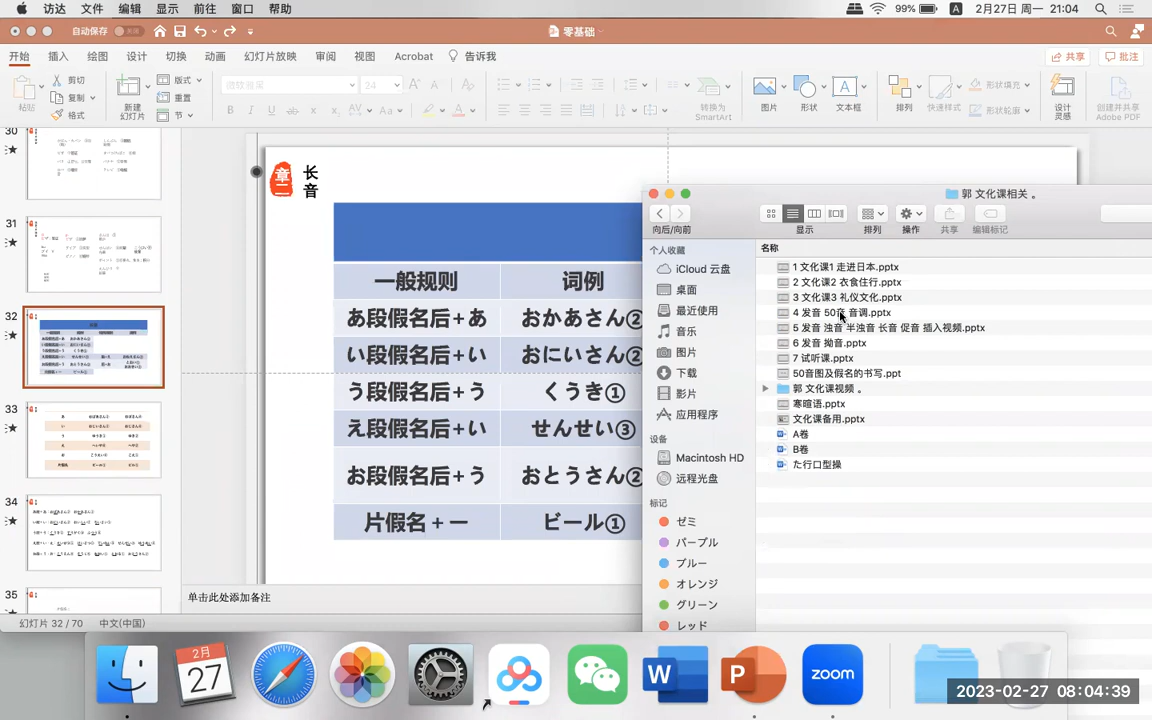 访达 文件 编辑 显示 前往 窗口 帮助 99% A 2月27日 周一 21:04
自动保存 关闭 零基础
开始 插入 绘图 设计 切换 动画 幻灯片放映 审阅 视图 Acrobat 告诉我 共享 批注
粘贴 剪切 复制 格式 新建 幻灯片 版式 重置 节 微软雅黑 24 转换为 SmartArt 图片 形状 文本框 排列 快速样式 形状填充 形状轮廓 设计 灵感 创建并共享 Adobe PDF
30
31
32
33
34
35
章二
长音
一般规则 词例
あ段假名后+あ おかあさん②
い段假名后+い おにいさん②
う段假名后+う くうき①
え段假名后+い せんせい③
お段假名后+う おとうさん②
片假名+ー ビール①
单击此处添加备注
幻灯片 32 / 70 中文(中国)
郭 文化课相关 。
向后/向前 显示 排列 操作 共享 编辑标记
个人收藏
iCloud 云盘
桌面
最近使用
音乐
图片
下载
影片
应用程序
设备
Macintosh HD
远程光盘
标记
ゼミ
パープル
ブルー
オレンジ
グリーン
レッド
名称
1 文化课1 走进日本.pptx
2 文化课2 衣食住行.pptx
3 文化课3 礼仪文化.pptx
4 发音 50音 音调.pptx
5 发音 浊音 半浊音 长音 促音 插入视频.pptx
6 发音 拗音.pptx
7 试听课.pptx
50音图及假名的书写.ppt
郭 文化课视频 。
寒暄语.pptx
文化课备用.pptx
A卷
B卷
た行口型操
2月
27
W
P
zoom
2023-02-27 08:04:39